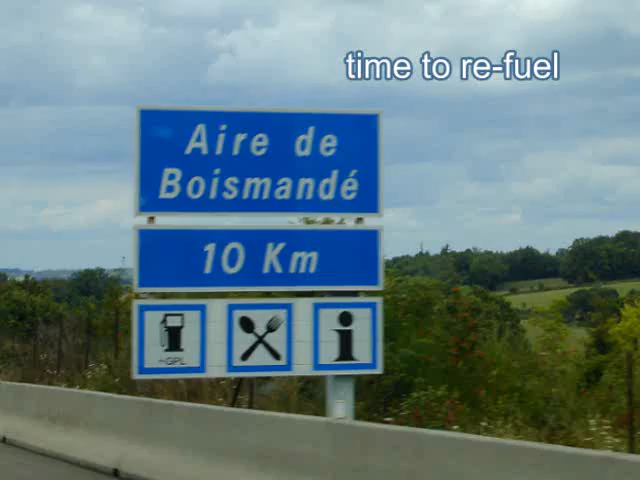 time to re-fuel
Aire de
Boismandé
10 Km
+GPL